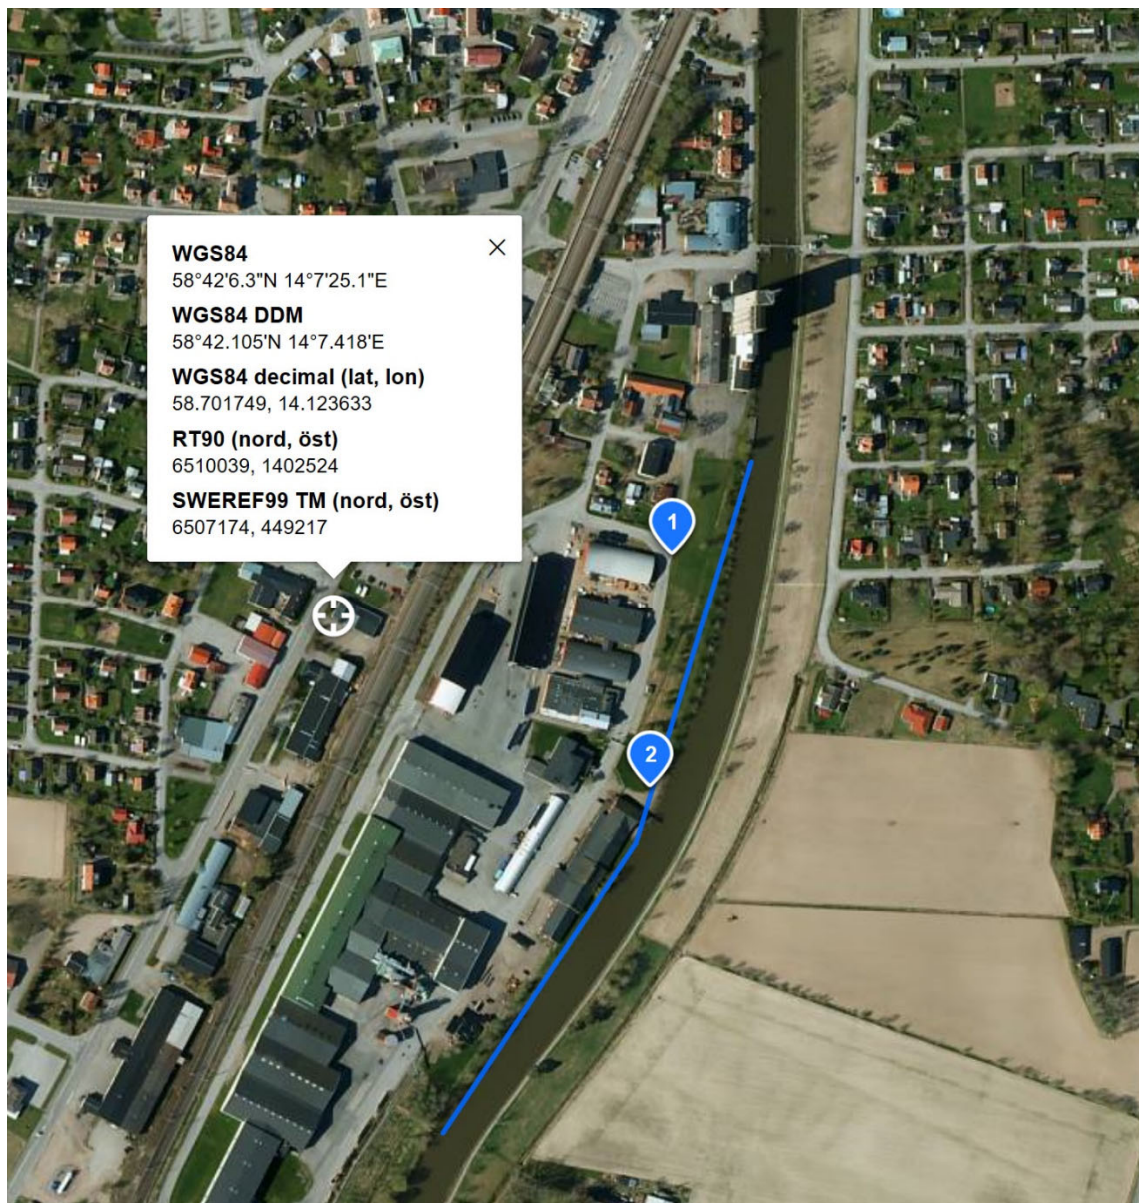 WGS84
58°42'6.3"N 14°7'25.1"E
WGS84 DDM
58°42.105'N 14°7.418'E
WGS84 decimal (lat, lon)
58.701749, 14.123633
RT90 (nord, öst)
6510039, 1402524
SWEREF99 TM (nord, öst)
6507174, 449217
1
2